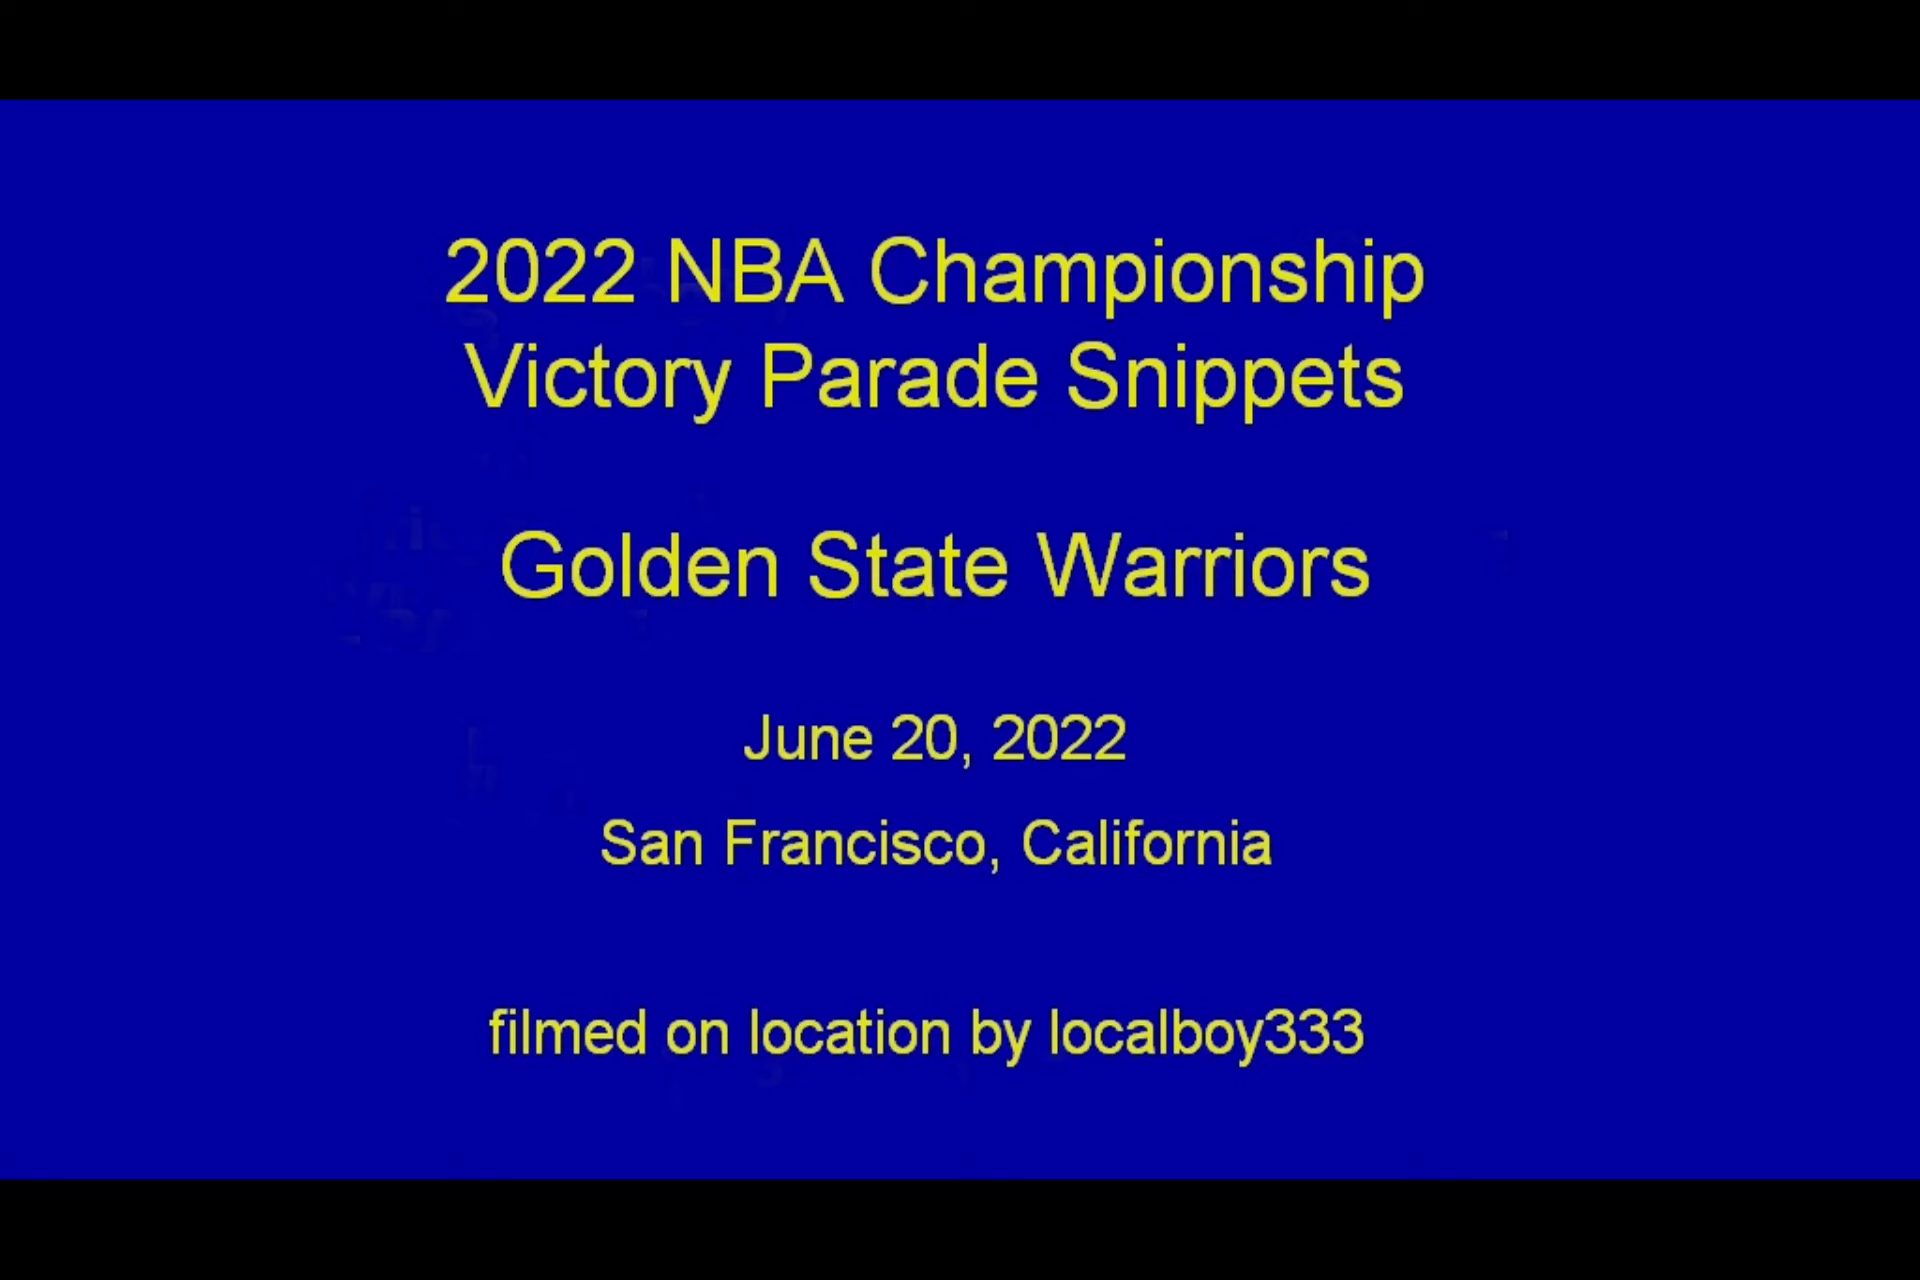 2022 NBA Championship
Victory Parade Snippets
Golden State Warriors
June 20, 2022
San Francisco, California
filmed on location by localboy333